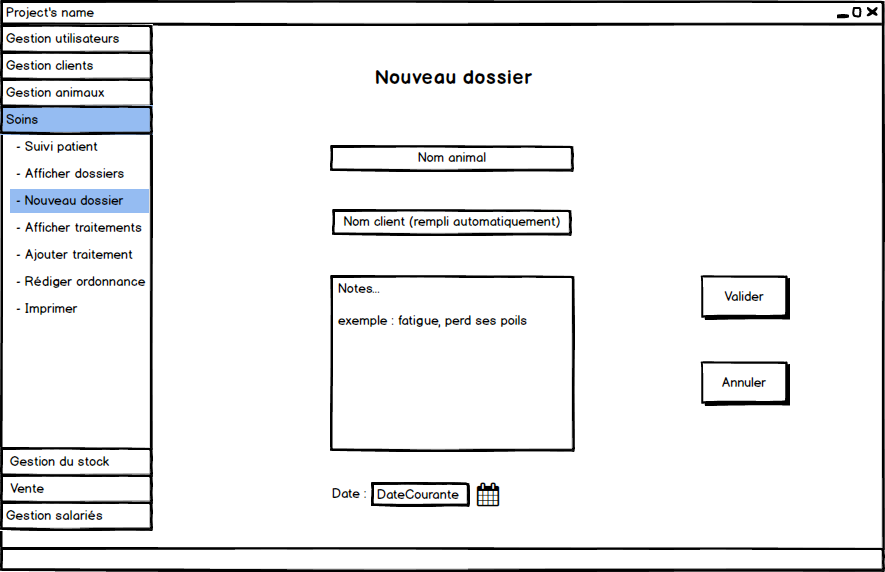 Project's name
Gestion utilisateurs
Gestion clients
Gestion animaux
Soins
- Suivi patient
- Afficher dossiers
- Nouveau dossier
- Afficher traitements
- Ajouter traitement
- Rédiger ordonnance
- Imprimer
Gestion du stock
Vente
Gestion salariés
Nouveau dossier
Nom animal
Nom client (rempli automatiquement)
Notes...
exemple : fatigue, perd ses poils
Date : DateCourante
Valider
Annuler